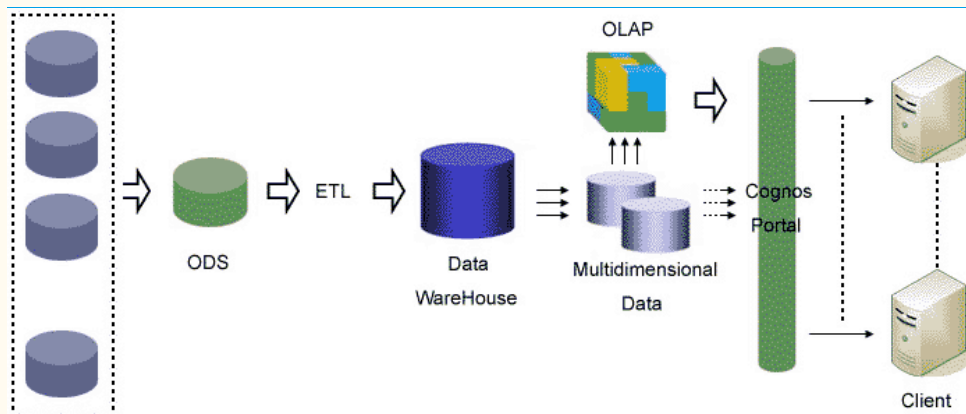 OLAP
ETL
Cognos
Portal
ODS
Data
WareHouse
Multidimensional
Data
Client